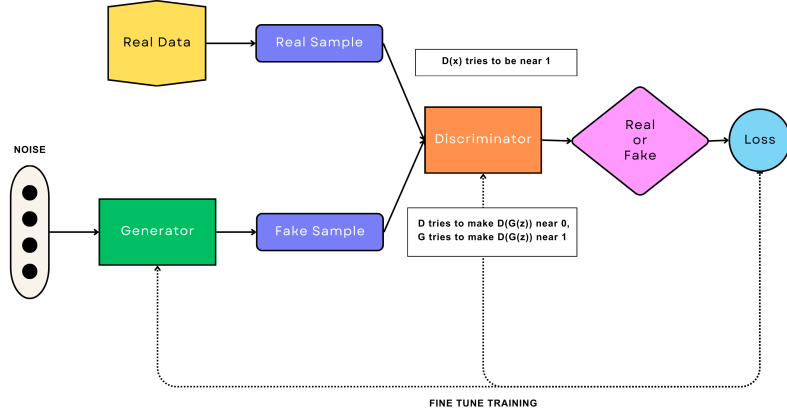 Real Data
Real Sample
D(x) tries to be near 1
NOISE
Discriminator
Real
or
Fake
Loss
Generator
Fake Sample
D tries to make D(G(z)) near 0,
G tries to make D(G(z)) near 1
FINE TUNE TRAINING